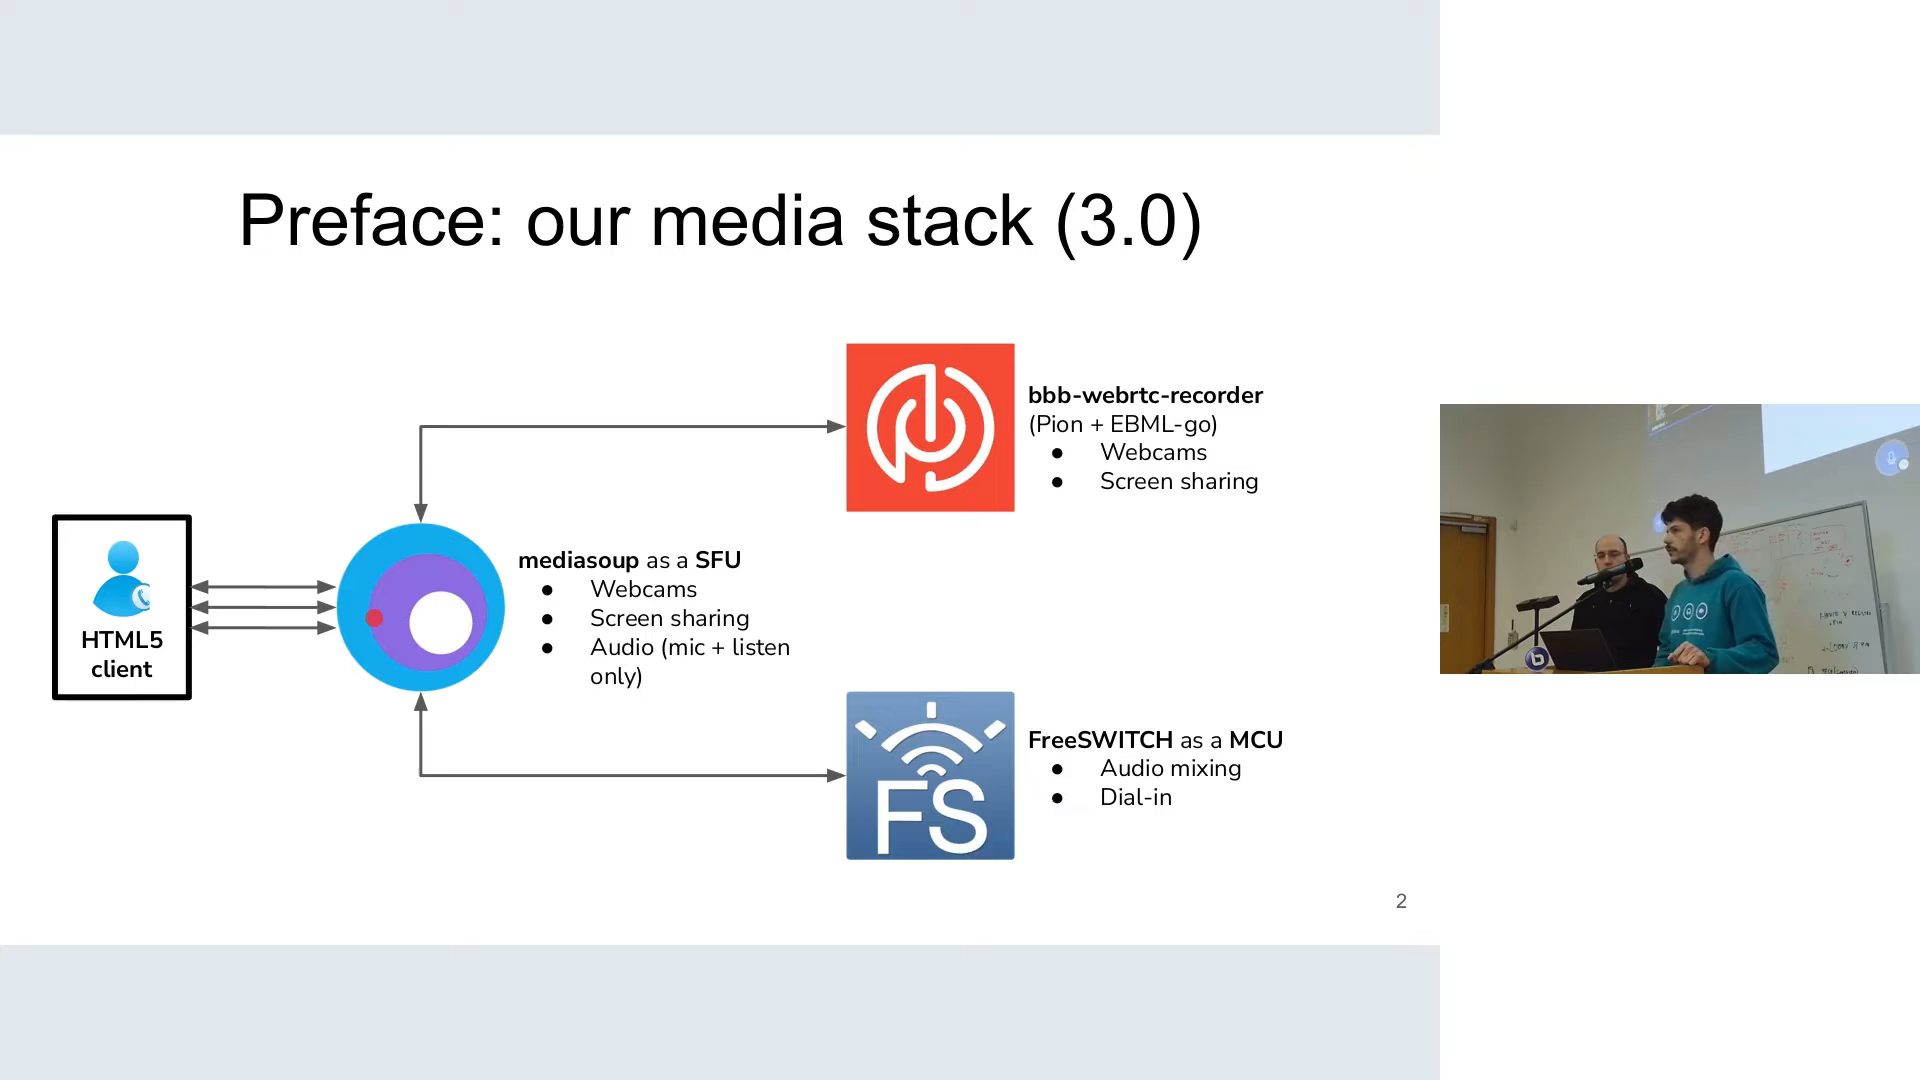 Preface: our media stack (3.0)
bbb-webrtc-recorder
(Pion + EBML-go)
● Webcams
● Screen sharing
HTML5
client
mediasoup as a SFU
● Webcams
● Screen sharing
● Audio (mic + listen
only)
FS
FreeSWITCH as a MCU
● Audio mixing
● Dial-in
2
b